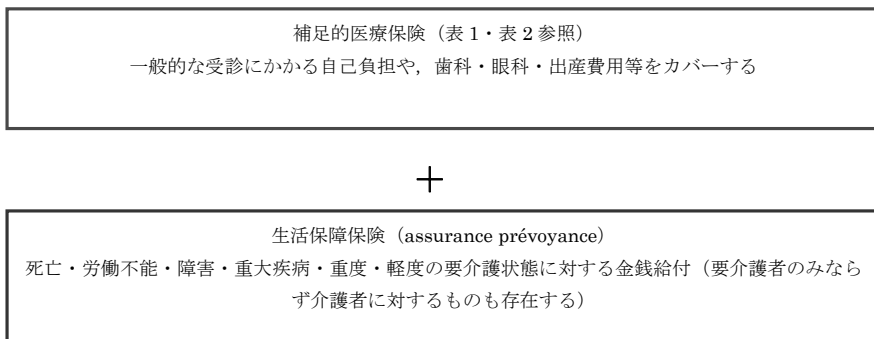 補足的医療保険（表 1・表 2 参照）
一般的な受診にかかる自己負担や，歯科・眼科・出産費用等をカバーする
＋
生活保障保険（assurance prévoyance）
死亡・労働不能・障害・重大疾病・重度・軽度の要介護状態に対する金銭給付（要介護者のみなら
ず介護者に対するものも存在する）